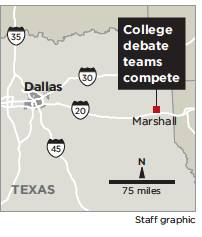 College
debate
teams
compete
35
Dallas
30
20
Marshall
45
N
TEXAS
75 miles
Staff graphic